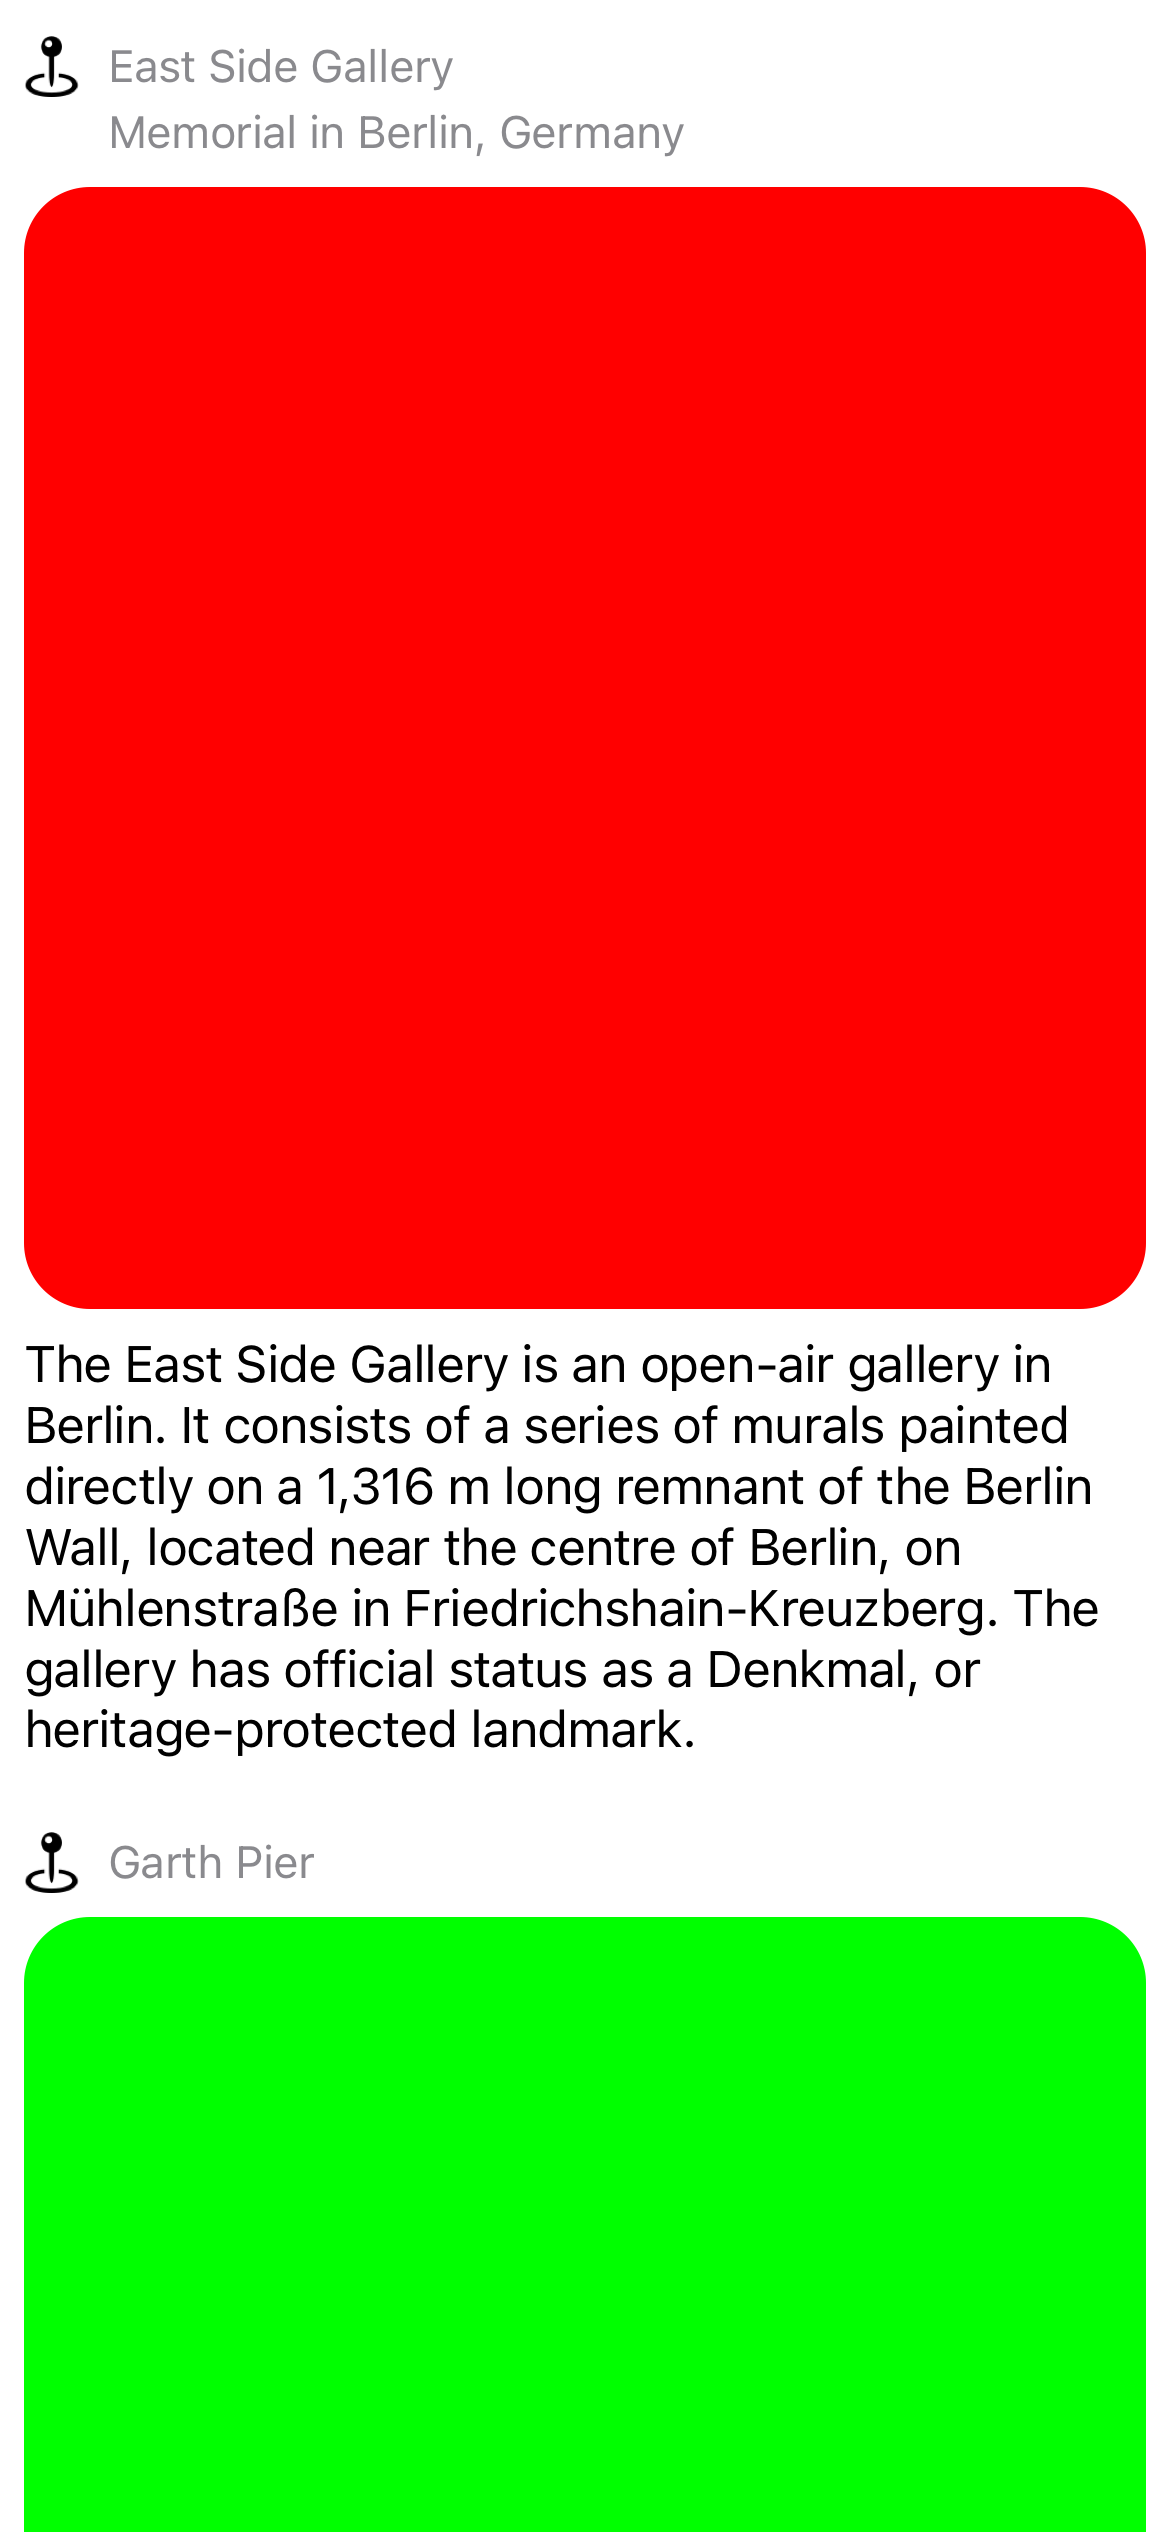 East Side Gallery
Memorial in Berlin, Germany
The East Side Gallery is an open-air gallery in
Berlin. It consists of a series of murals painted
directly on a 1,316 m long remnant of the Berlin
Wall, located near the centre of Berlin, on
Mühlenstraße in Friedrichshain-Kreuzberg. The
gallery has official status as a Denkmal, or
heritage-protected landmark.
Garth Pier